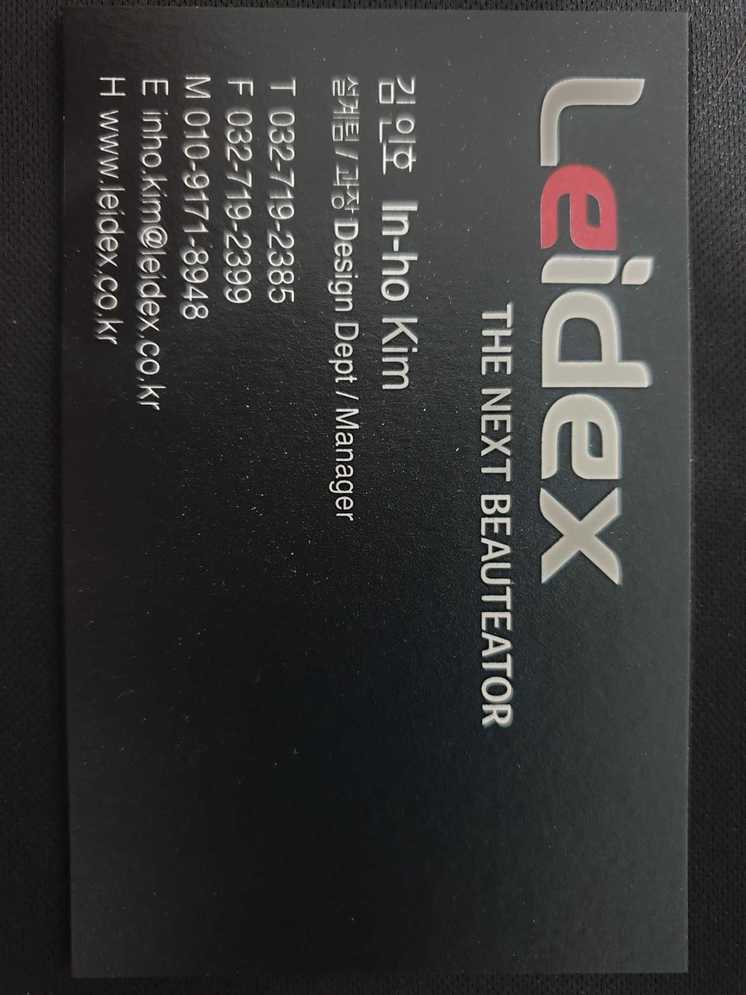 Leidex
THE NEXT BEAUTEATOR
김인호 In-ho Kim
설계팀 / 과장 Design Dept / Manager
T 032-719-2385
F 032-719-2399
M 010-9171-8948
E inho.kim@leidex.co.kr
H www.leidex.co.kr